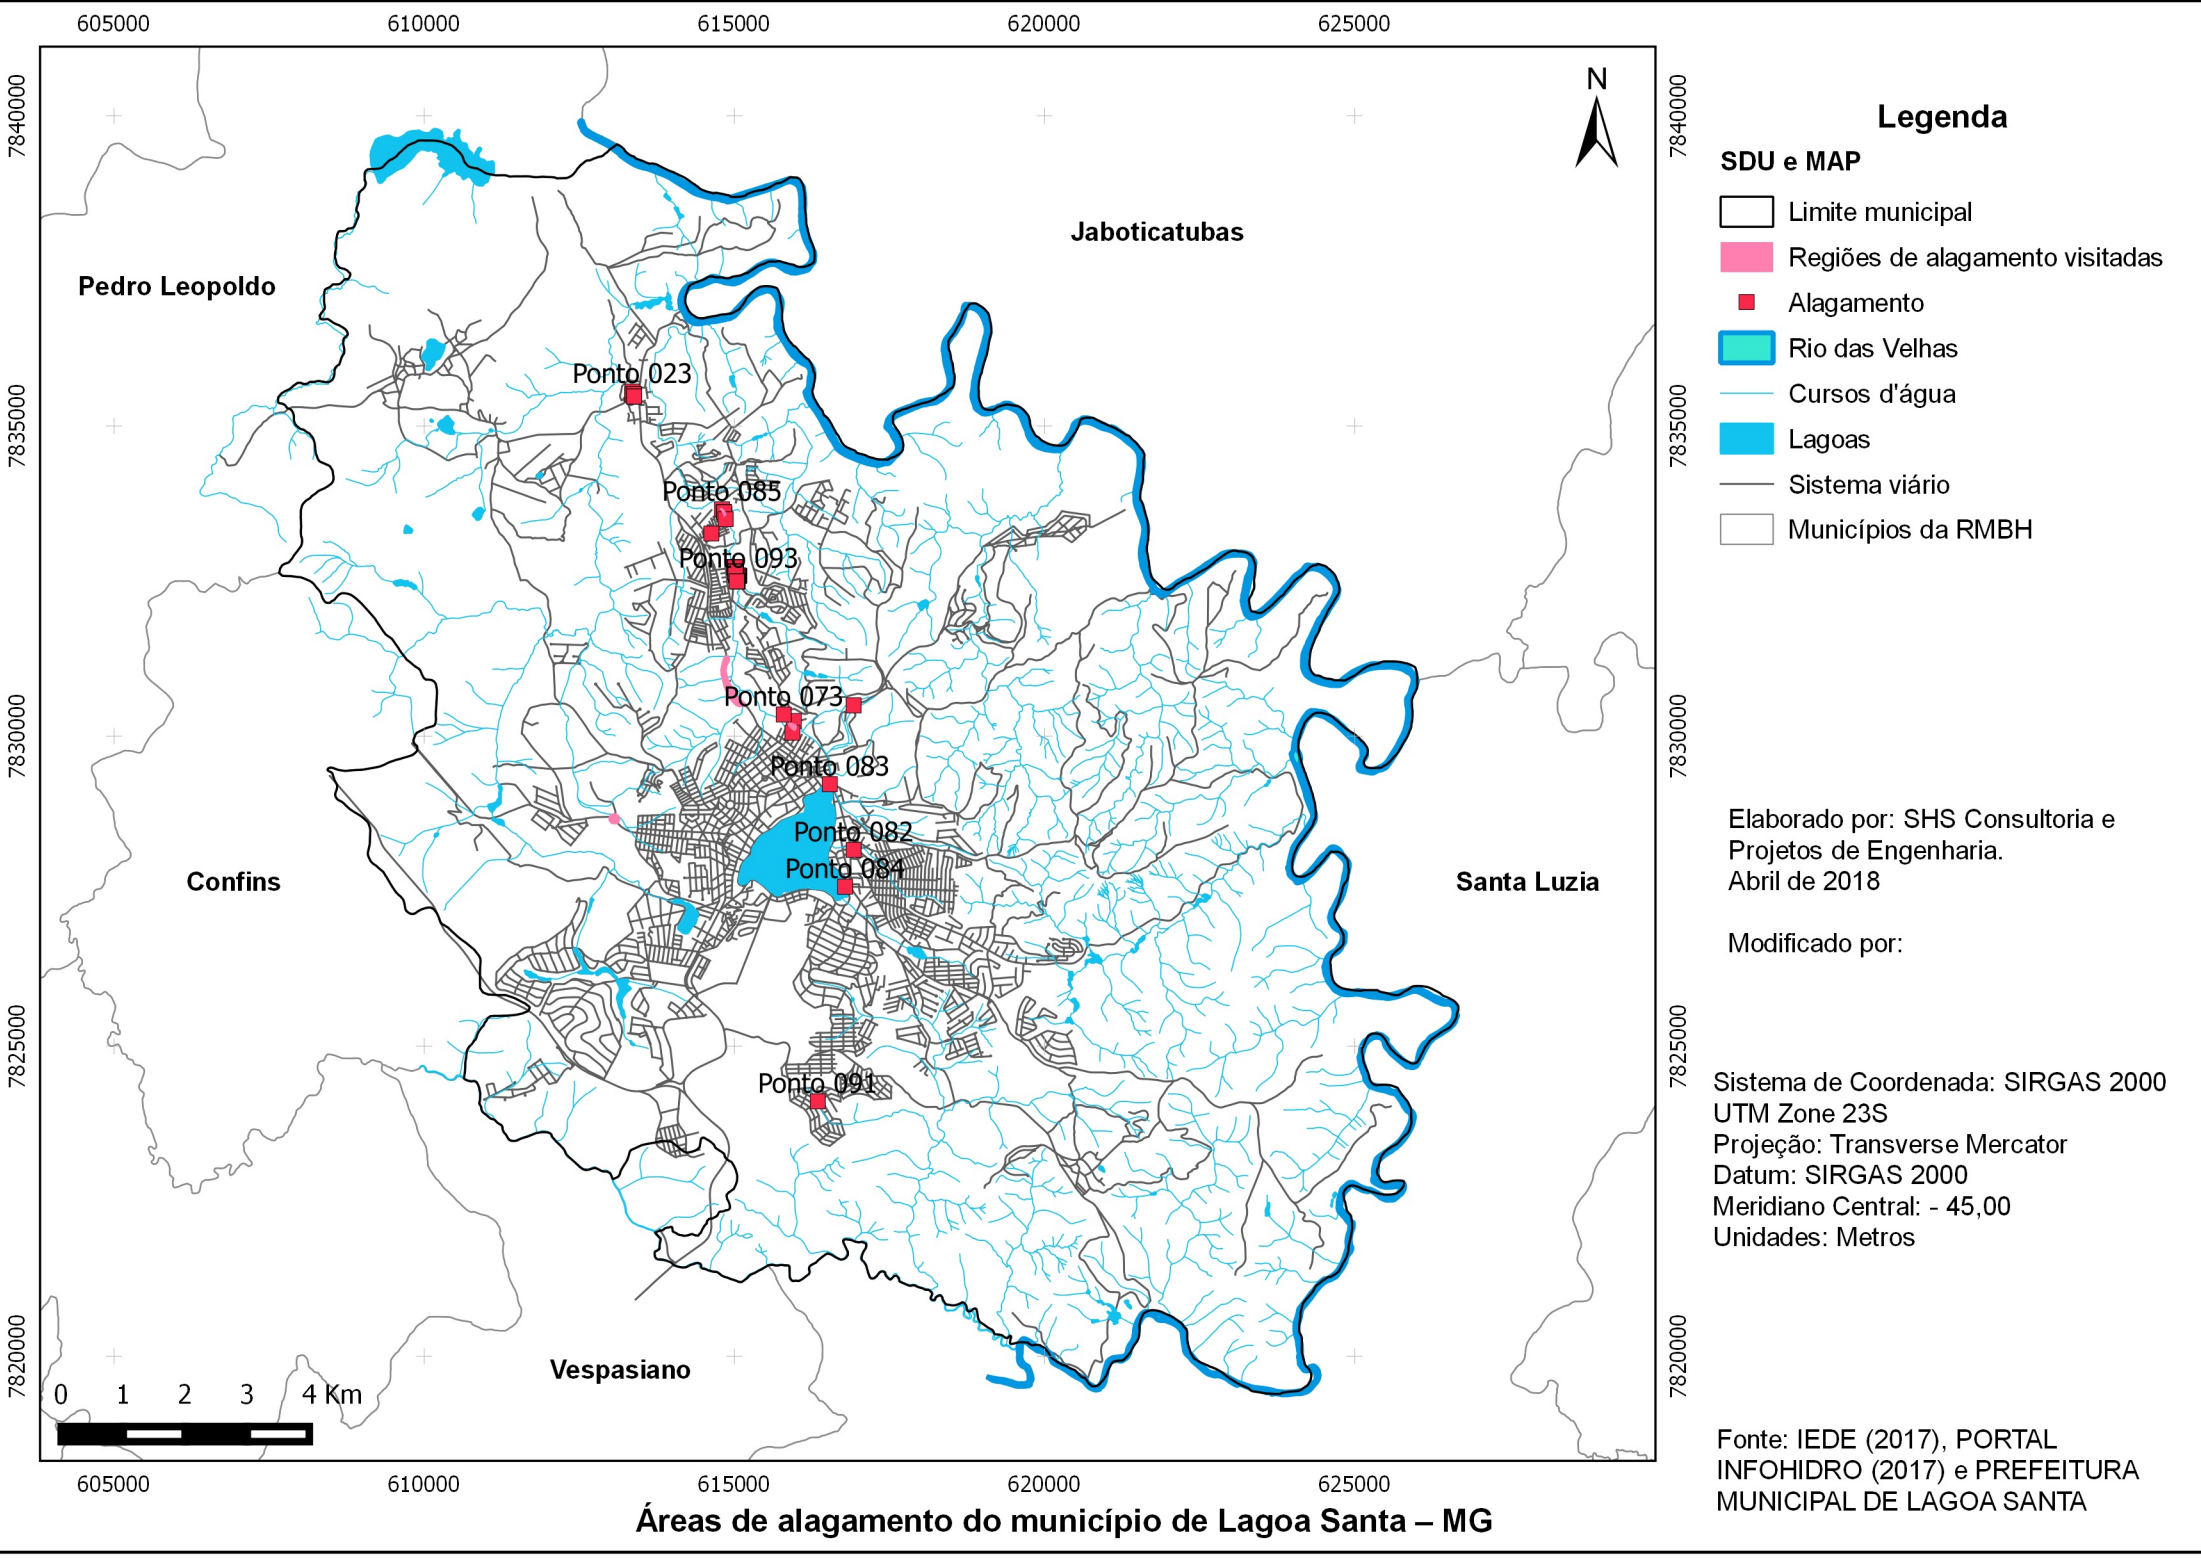 605000 610000 615000 620000 625000
7840000
7835000
7830000
7825000
7820000
7840000
7835000
7830000
7825000
7820000
N
Jaboticatubas
Pedro Leopoldo
Ponto 023
Ponto 085
Ponto 093
Ponto 073
Ponto 083
Ponto 082
Ponto 084
Confins
Santa Luzia
Ponto 091
Vespasiano
0 1 2 3 4 Km
605000 610000 615000 620000 625000
Áreas de alagamento do município de Lagoa Santa – MG
Legenda
SDU e MAP
Limite municipal
Regiões de alagamento visitadas
Alagamento
Rio das Velhas
Cursos d'água
Lagoas
Sistema viário
Municípios da RMBH
Elaborado por: SHS Consultoria e
Projetos de Engenharia.
Abril de 2018
Modificado por:
Sistema de Coordenada: SIRGAS 2000
UTM Zone 23S
Projeção: Transverse Mercator
Datum: SIRGAS 2000
Meridiano Central: - 45,00
Unidades: Metros
Fonte: IEDE (2017), PORTAL
INFOHIDRO (2017) e PREFEITURA
MUNICIPAL DE LAGOA SANTA